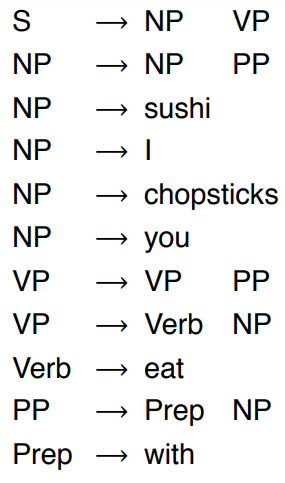 S → NP VP
NP → NP PP
NP → sushi
NP → I
NP → chopsticks
NP → you
VP → VP PP
VP → Verb NP
Verb → eat
PP → Prep NP
Prep → with